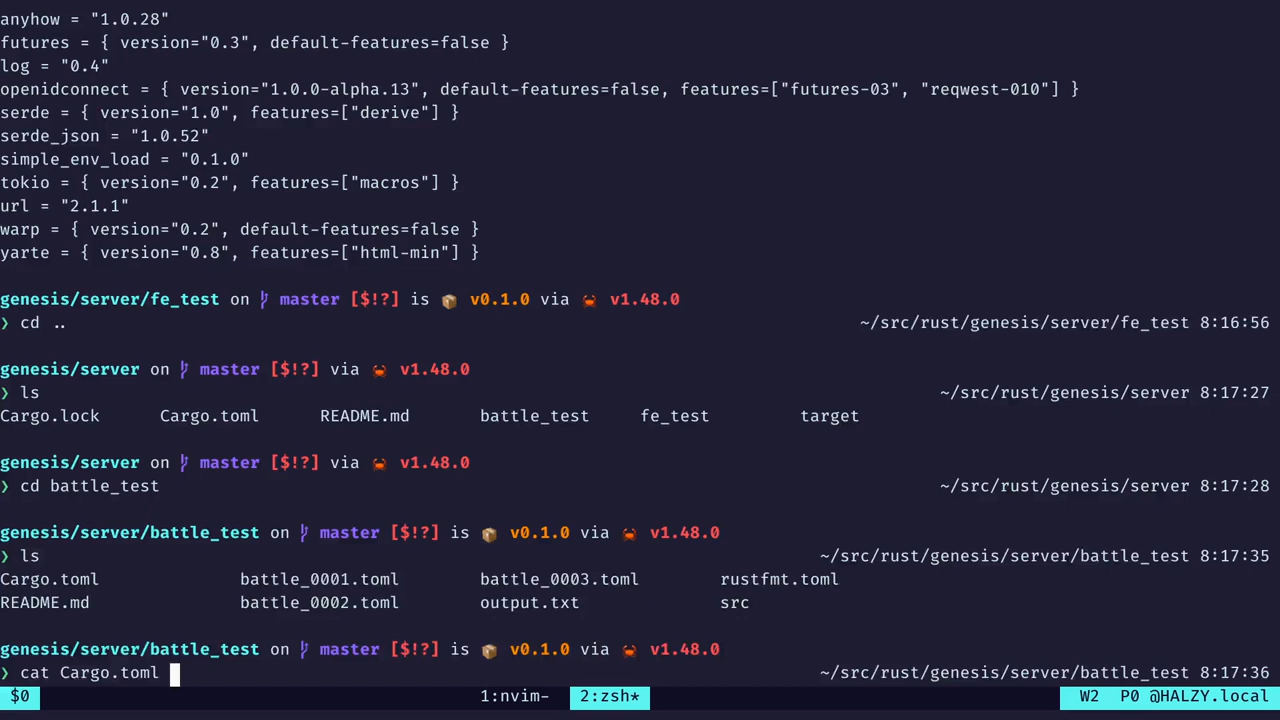 anyhow = "1.0.28"
futures = { version="0.3", default-features=false }
log = "0.4"
openidconnect = { version="1.0.0-alpha.13", default-features=false, features=["futures-03", "reqwest-010"] }
serde = { version="1.0", features=["derive"] }
serde_json = "1.0.52"
simple_env_load = "0.1.0"
tokio = { version="0.2", features=["macros"] }
url = "2.1.1"
warp = { version="0.2", default-features=false }
yarte = { version="0.8", features=["html-min"] }
genesis/server/fe_test on master [$!?] is 📦 v0.1.0 via 🦀 v1.48.0
❯ cd .. ~/src/rust/genesis/server/fe_test 8:16:56
genesis/server on master [$!?] via 🦀 v1.48.0
❯ ls ~/src/rust/genesis/server 8:17:27
Cargo.lock Cargo.toml README.md battle_test fe_test target
genesis/server on master [$!?] via 🦀 v1.48.0
❯ cd battle_test ~/src/rust/genesis/server 8:17:28
genesis/server/battle_test on master [$!?] is 📦 v0.1.0 via 🦀 v1.48.0
❯ ls ~/src/rust/genesis/server/battle_test 8:17:35
Cargo.toml battle_0001.toml battle_0003.toml rustfmt.toml
README.md battle_0002.toml output.txt src
genesis/server/battle_test on master [$!?] is 📦 v0.1.0 via 🦀 v1.48.0
❯ cat Cargo.toml ~/src/rust/genesis/server/battle_test 8:17:36
$0 1:nvim- 2:zsh* W2 P0 @HALZY.local